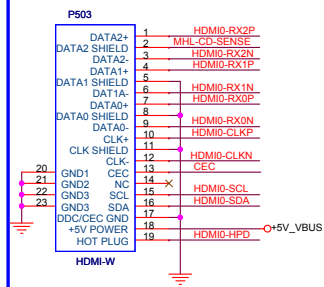 P503
DATA2+ 1 HDMI0-RX2P
DATA2 SHIELD 2 MHL-CD-SENSE
DATA2- 3 HDMI0-RX2N
DATA1+ 4 HDMI0-RX1P
DATA1 SHIELD 5
DAT1A- 6 HDMI0-RX1N
DATA0+ 7 HDMI0-RX0P
DATA0 SHIELD 8
DATA0- 9 HDMI0-RX0N
CLK+ 10 HDMI0-CLKP
CLK SHIELD 11
CLK- 12 HDMI0-CLKN
20 GND1 CEC 13 CEC
21 GND2 NC 14
22 GND3 SCL 15 HDMI0-SCL
23 GND3 SDA 16 HDMI0-SDA
DDC/CEC GND 17
+5V POWER 18 +5V_VBUS
HOT PLUG 19 HDMI0-HPD
HDMI-W